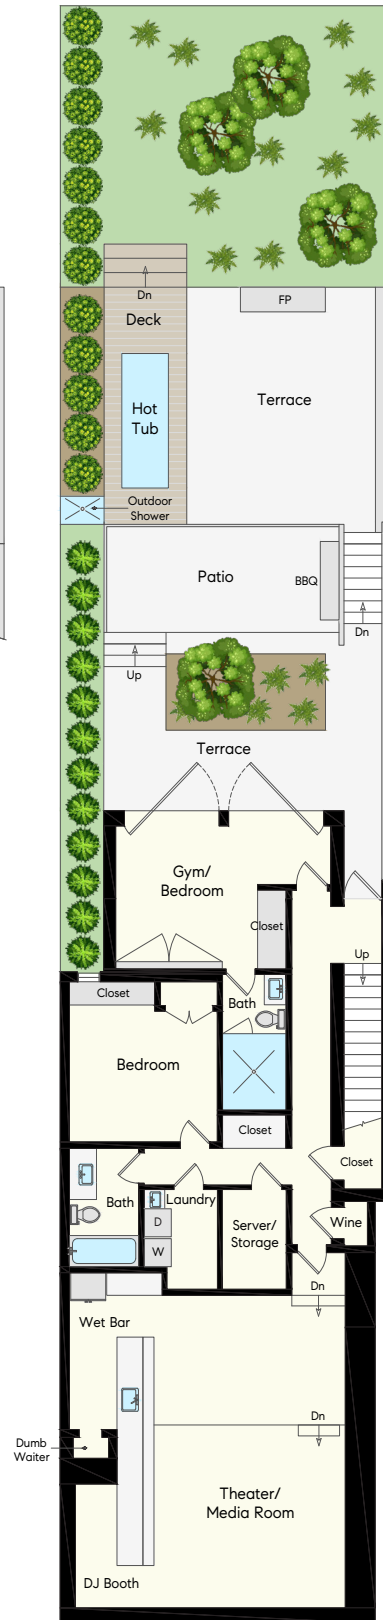 Dn
FP
Deck
Terrace
Hot
Tub
Outdoor
Shower
Patio
BBQ
Dn
Up
Terrace
Gym/
Bedroom
Closet
Up
Closet
Bath
Bedroom
Closet
Closet
Bath
Laundry
D
W
Server/
Storage
Wine
Dn
Wet Bar
Dn
Dumb
Waiter
Theater/
Media Room
DJ Booth